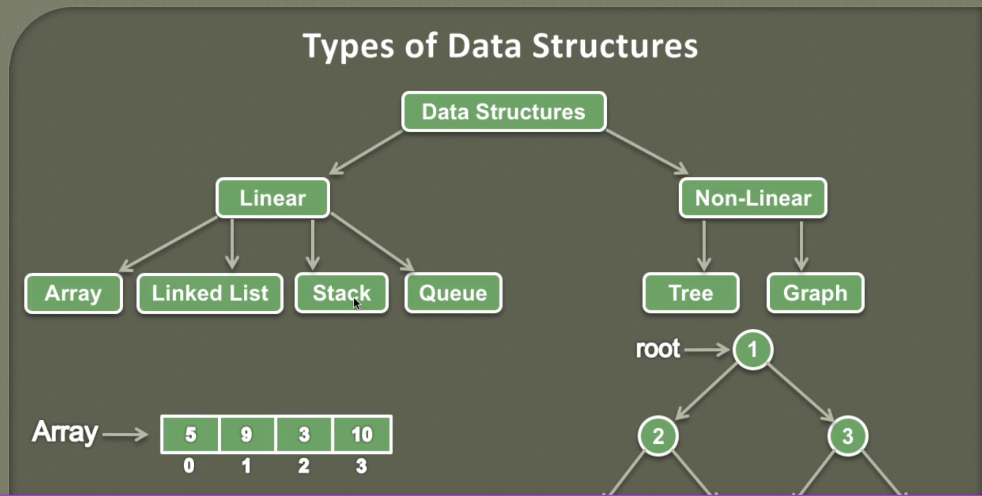 Types of Data Structures
Data Structures
Linear
Non-Linear
Array
Linked List
Stack
Queue
Tree
Graph
root
1
2
3
Array
5 9 3 10
0 1 2 3